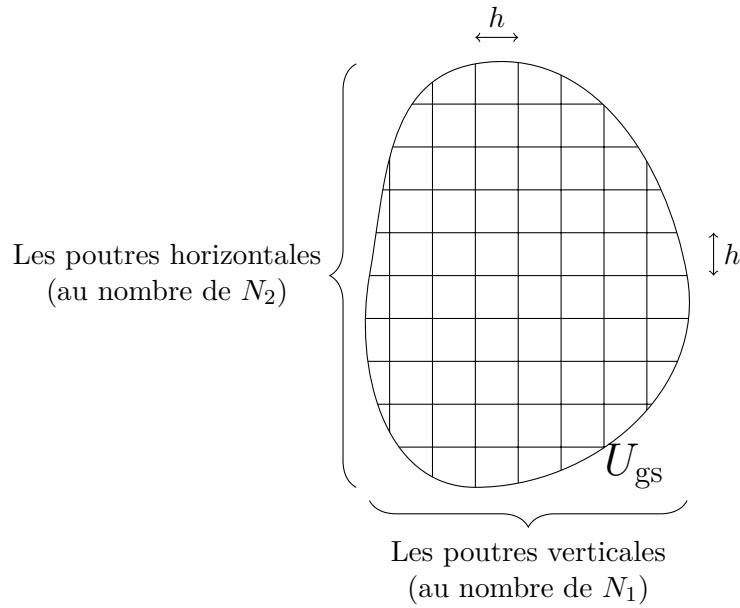 h
Les poutres horizontales
(au nombre de N₂)
h
U_gs
Les poutres verticales
(au nombre de N₁)